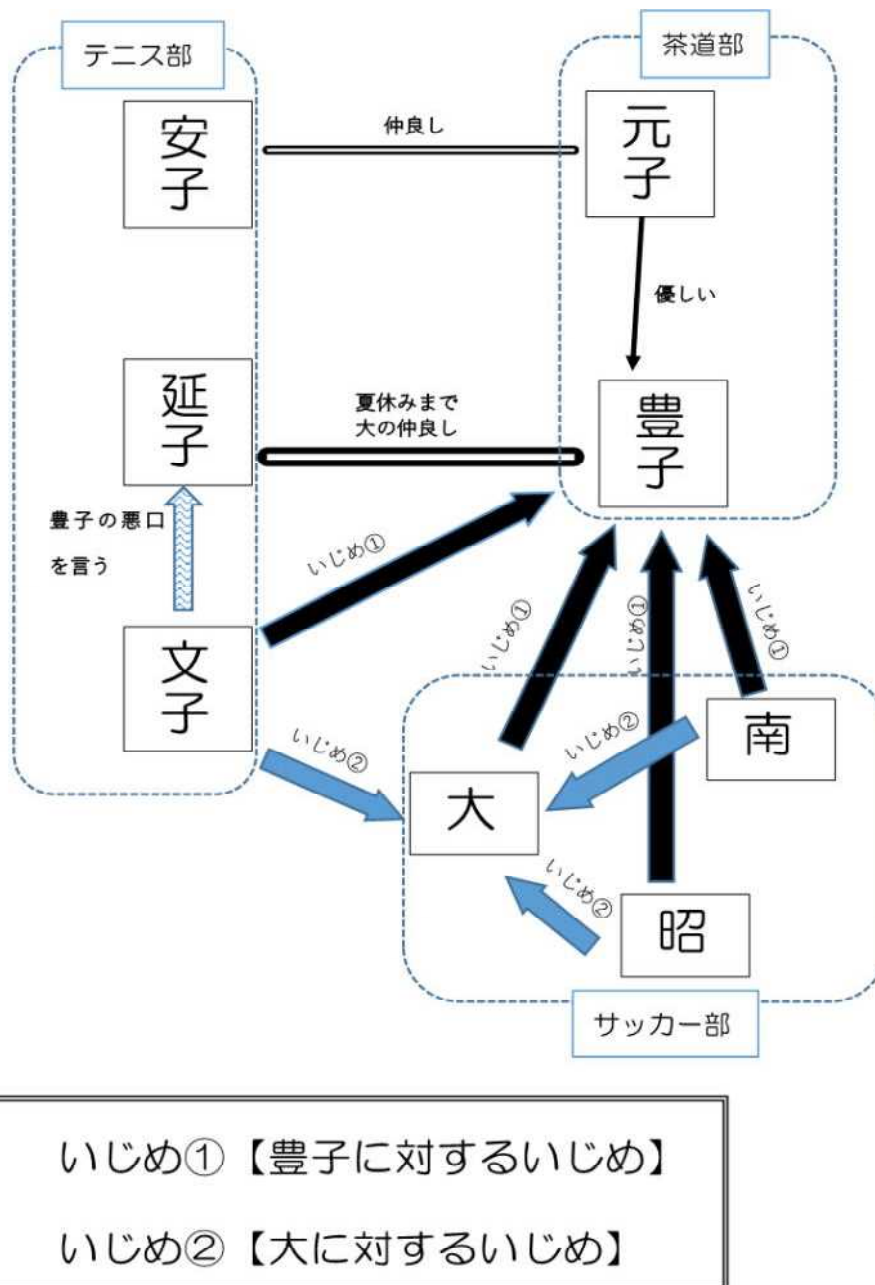 テニス部
茶道部
安子
仲良し
元子
優しい
延子
夏休みまで
大の仲良し
豊子
豊子の悪口
を言う
いじめ①
いじめ①
いじめ①
いじめ①
文子
いじめ②
いじめ②
南
大
いじめ②
昭
サッカー部
いじめ①【豊子に対するいじめ】
いじめ②【大に対するいじめ】